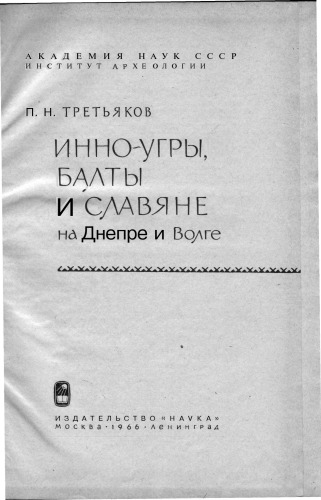 АКАДЕМИЯ НАУК СССР
ИНСТИТУТ АРХЕОЛОГИИ
П. Н. ТРЕТЬЯКОВ
ИННО-УГРЫ,
БАЛТЫ
И СЛАВЯНЕ
на Днепре и Волге
ИЗДАТЕЛЬСТВО «НАУКА»
МОСКВА • 1966 • ЛЕНИНГРАД